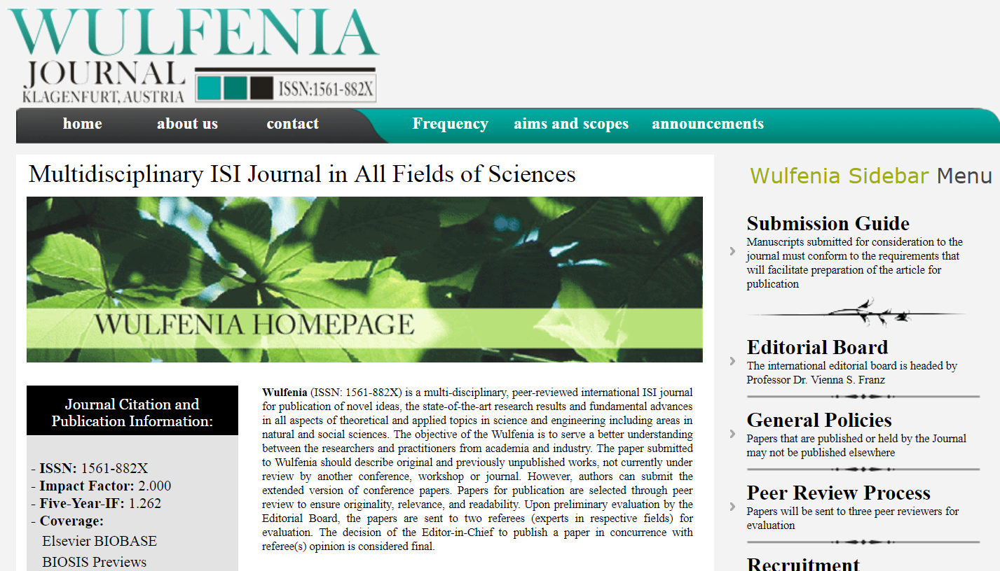 WULFENIA
JOURNAL
KLAGENFURT, AUSTRIA
ISSN:1561-882X
home about us contact Frequency aims and scopes announcements
Multidisciplinary ISI Journal in All Fields of Sciences
WULFENIA HOMEPAGE
Journal Citation and
Publication Information:
- ISSN: 1561-882X
- Impact Factor: 2.000
- Five-Year-IF: 1.262
- Coverage:
Elsevier BIOBASE
BIOSIS Previews
Wulfenia (ISSN: 1561-882X) is a multi-disciplinary, peer-reviewed international ISI journal
for publication of novel ideas, the state-of-the-art research results and fundamental advances
in all aspects of theoretical and applied topics in science and engineering including areas in
natural and social sciences. The objective of the Wulfenia is to serve a better understanding
between the researchers and practitioners from academia and industry. The paper submitted
to Wulfenia should describe original and previously unpublished works, not currently under
review by another conference, workshop or journal. However, authors can submit the
extended version of conference papers. Papers for publication are selected through peer
review to ensure originality, relevance, and readability. Upon preliminary evaluation by the
Editorial Board, the papers are sent to two referees (experts in respective fields) for
evaluation. The decision of the Editor-in-Chief to publish a paper in concurrence with
referee(s) opinion is considered final.
Wulfenia Sidebar Menu
Submission Guide
Manuscripts submitted for consideration to the
journal must conform to the requirements that
will facilitate preparation of the article for
publication
Editorial Board
The international editorial board is headed by
Professor Dr. Vienna S. Franz
General Policies
Papers that are published or held by the Journal
may not be published elsewhere
Peer Review Process
Papers will be sent to three peer reviewers for
evaluation
Recruitment